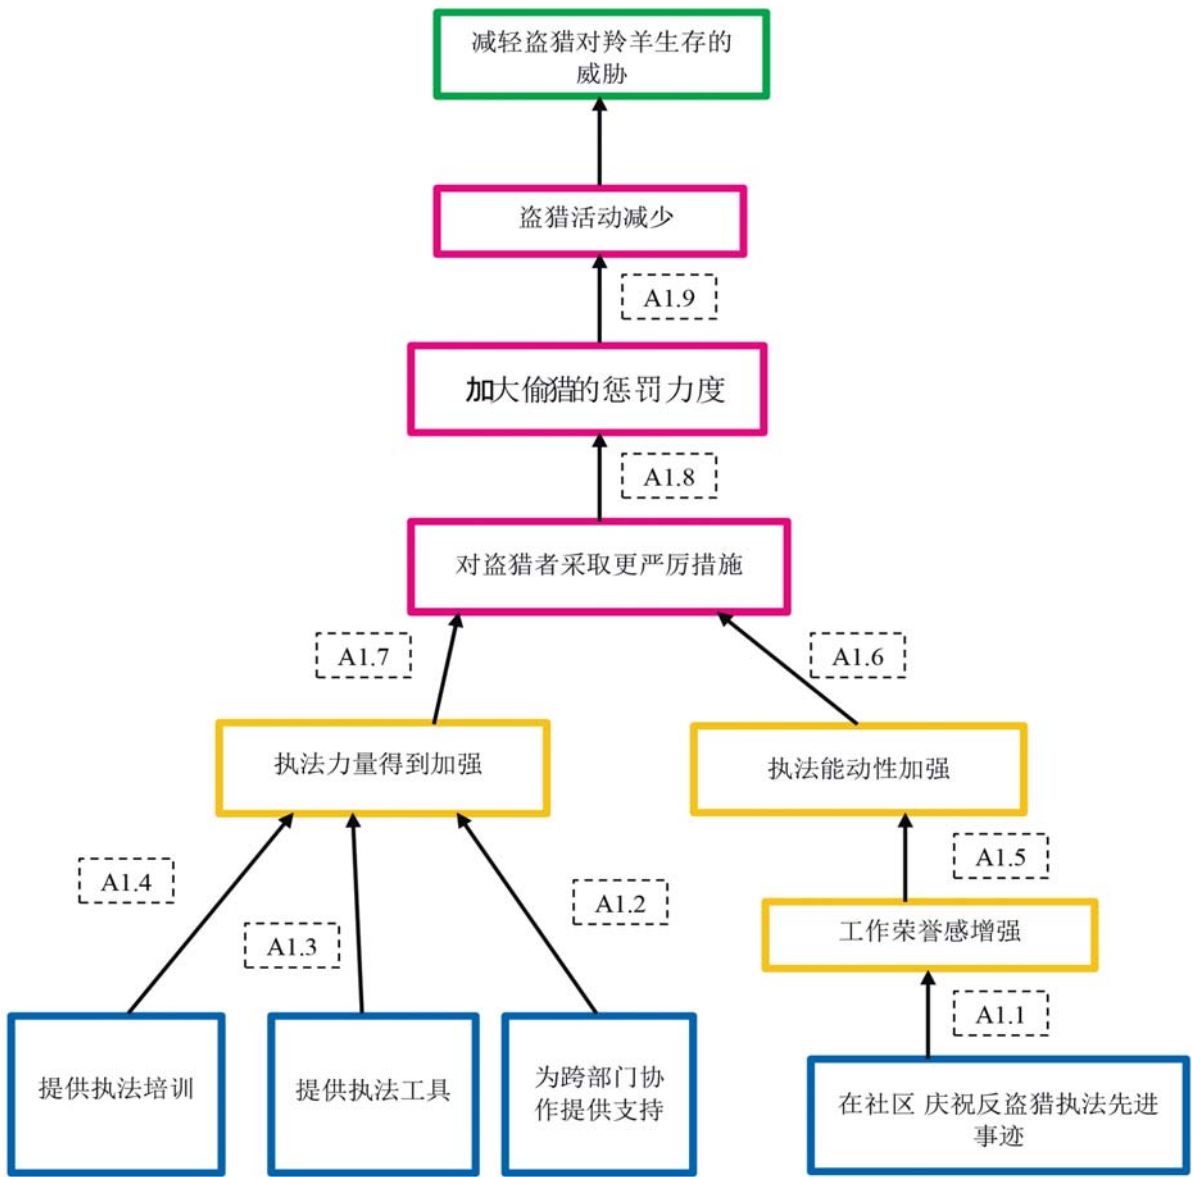 减轻盗猎对羚羊生存的
威胁
盗猎活动减少
A1.9
加大偷猎的惩罚力度
A1.8
对盗猎者采取更严厉措施
A1.7
A1.6
执法力量得到加强
执法能动性加强
A1.4
A1.3
A1.2
A1.5
工作荣誉感增强
A1.1
提供执法培训
提供执法工具
为跨部门协
作提供支持
在社区 庆祝反盗猎执法先进
事迹